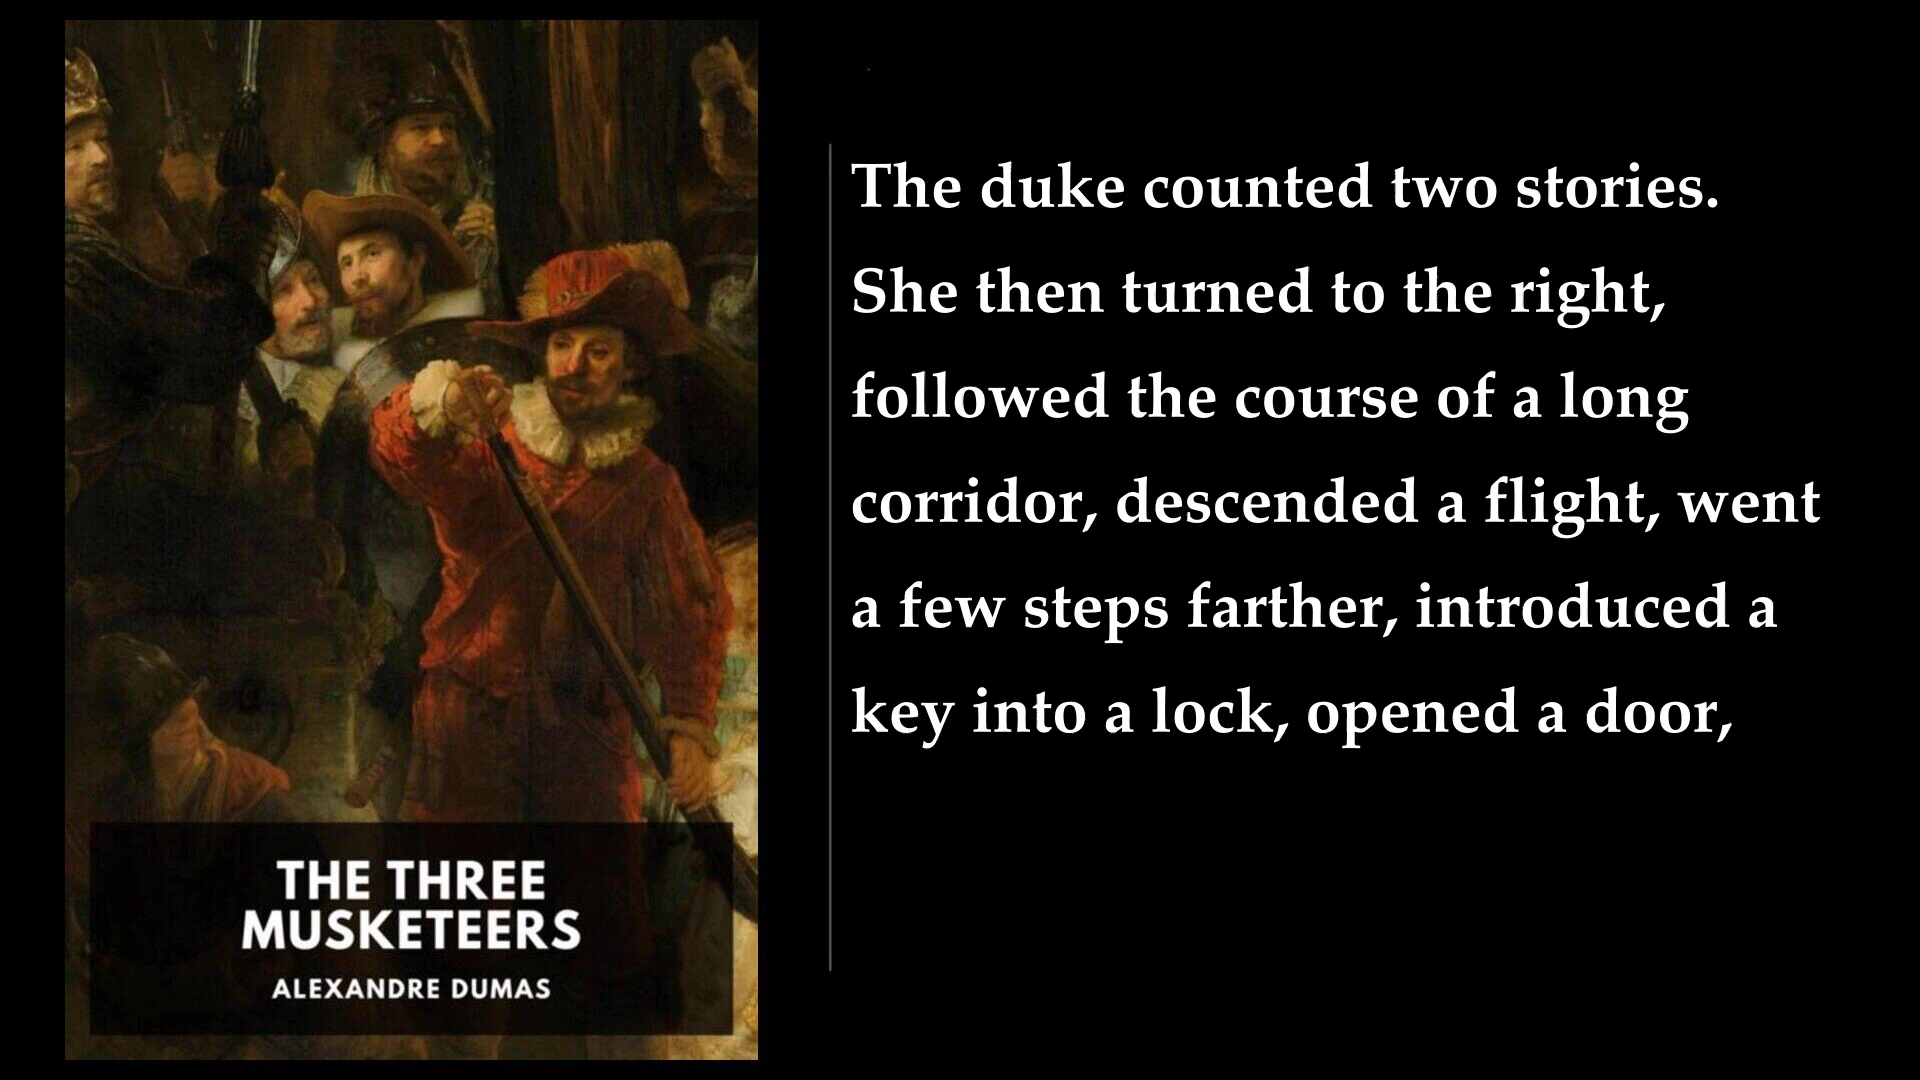 THE THREE
MUSKETEERS
ALEXANDRE DUMAS
The duke counted two stories.
She then turned to the right,
followed the course of a long
corridor, descended a flight, went
a few steps farther, introduced a
key into a lock, opened a door,